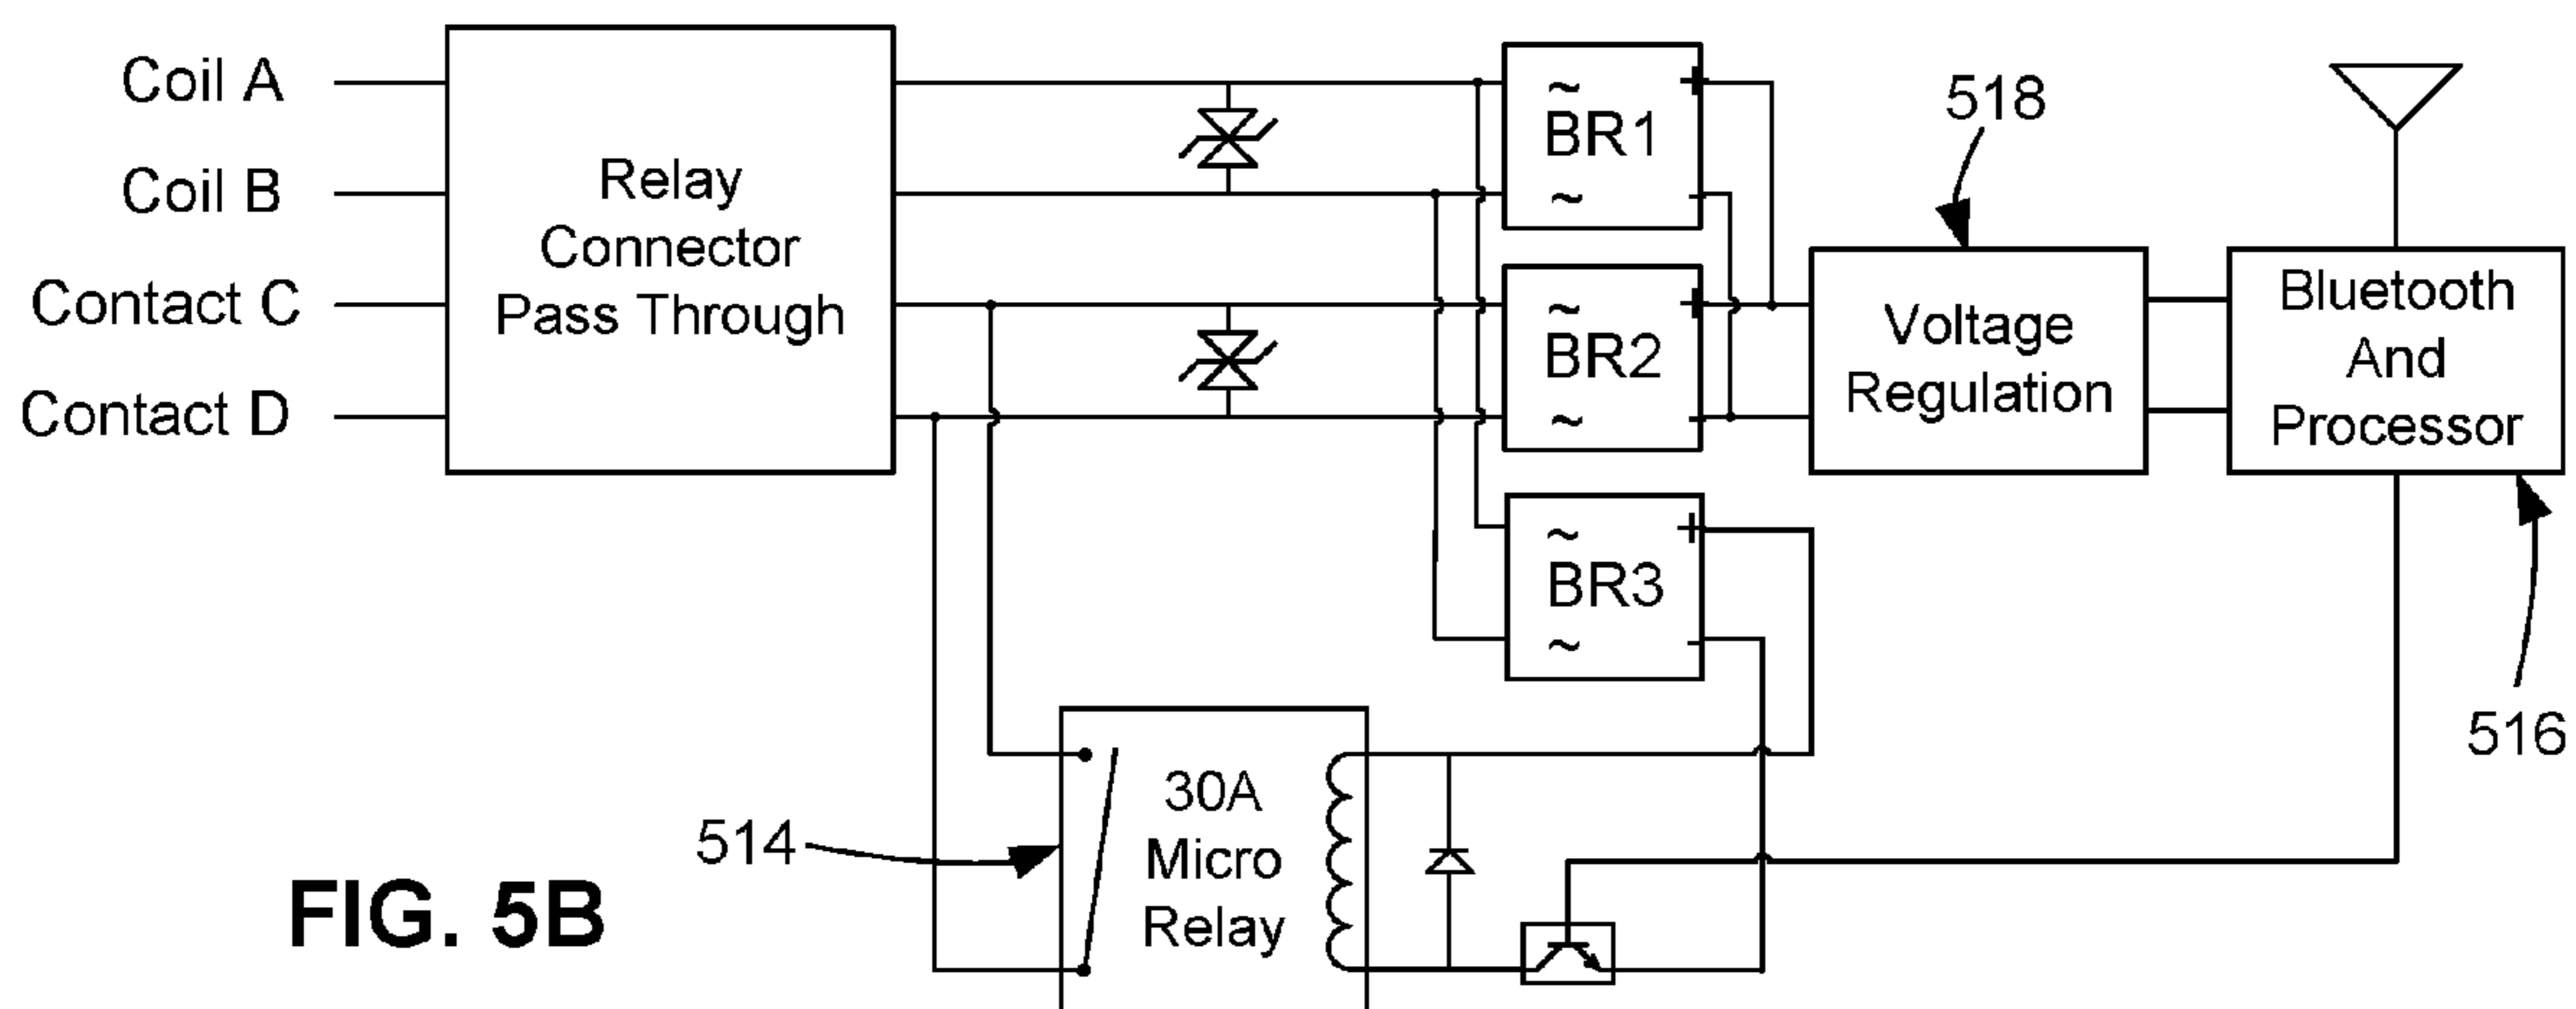 Coil A
Coil B
Contact C
Contact D
Relay
Connector
Pass Through
~ +
BR1
~ -
~ +
BR2
~ -
~ +
BR3
~ -
518
Voltage
Regulation
Bluetooth
And
Processor
516
514
30A
Micro
Relay
FIG. 5B